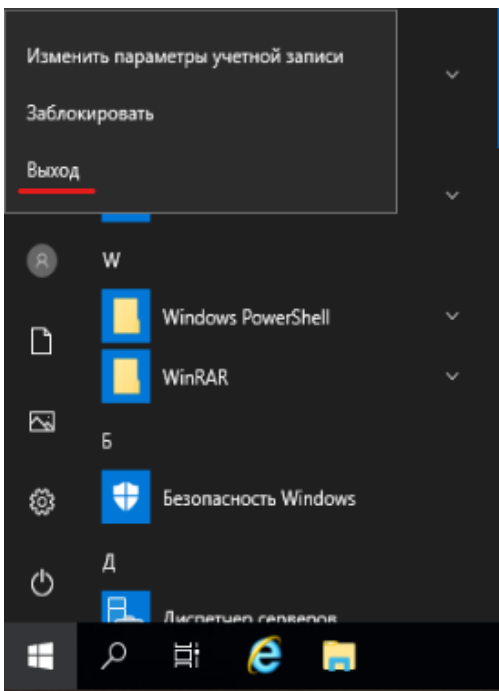 Изменить параметры учетной записи
Заблокировать
Выход
W
Windows PowerShell
WinRAR
Б
Безопасность Windows
Д
Диспетчер серверов